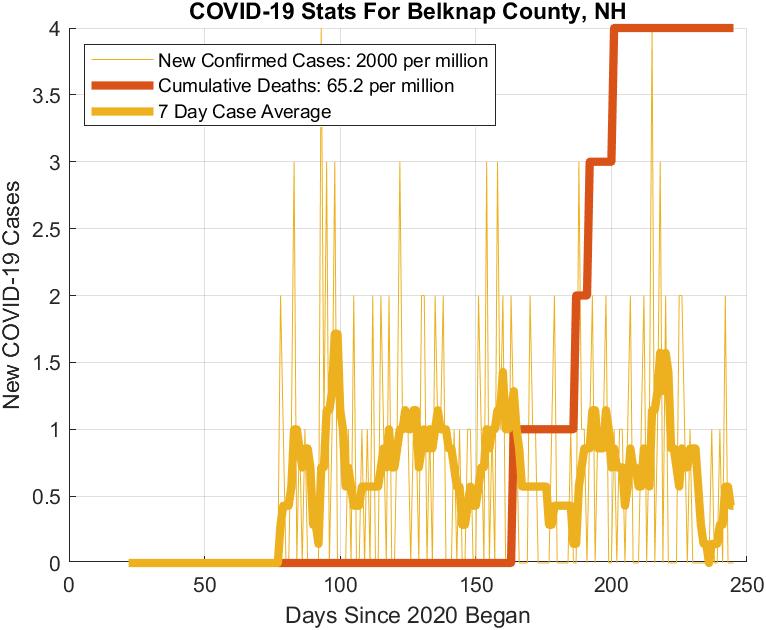 COVID-19 Stats For Belknap County, NH
New Confirmed Cases: 2000 per million
Cumulative Deaths: 65.2 per million
7 Day Case Average
New COVID-19 Cases
4
3.5
3
2.5
2
1.5
1
0.5
0
0 50 100 150 200 250
Days Since 2020 Began